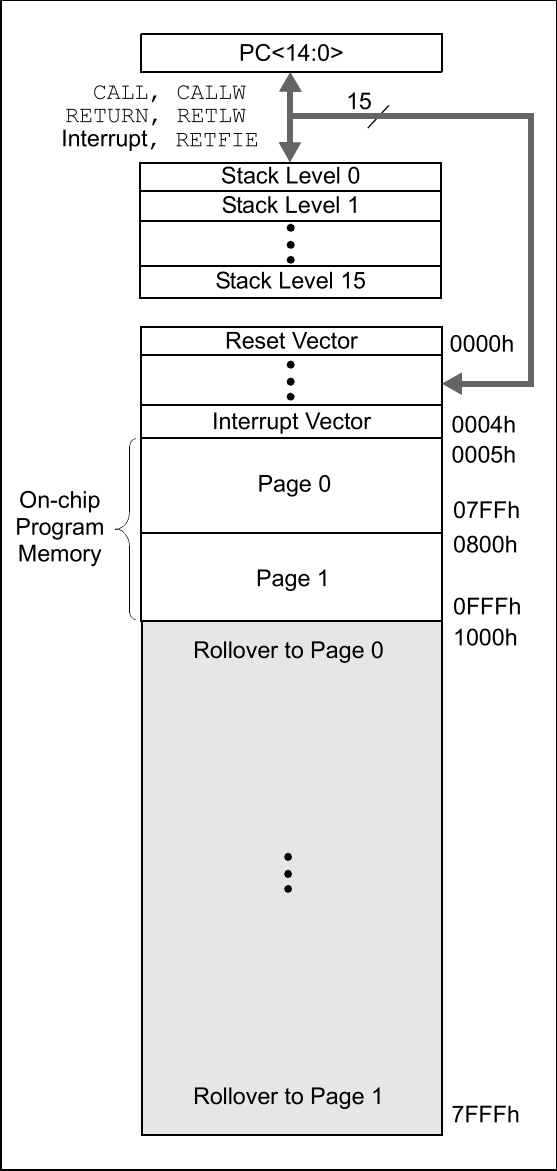 PC<14:0>
CALL, CALLW
RETURN, RETLW
Interrupt, RETFIE
15
Stack Level 0
Stack Level 1
Stack Level 15
Reset Vector
0000h
Interrupt Vector
0004h
0005h
On-chip
Program
Memory
Page 0
07FFh
0800h
Page 1
0FFFh
1000h
Rollover to Page 0
Rollover to Page 1
7FFFh